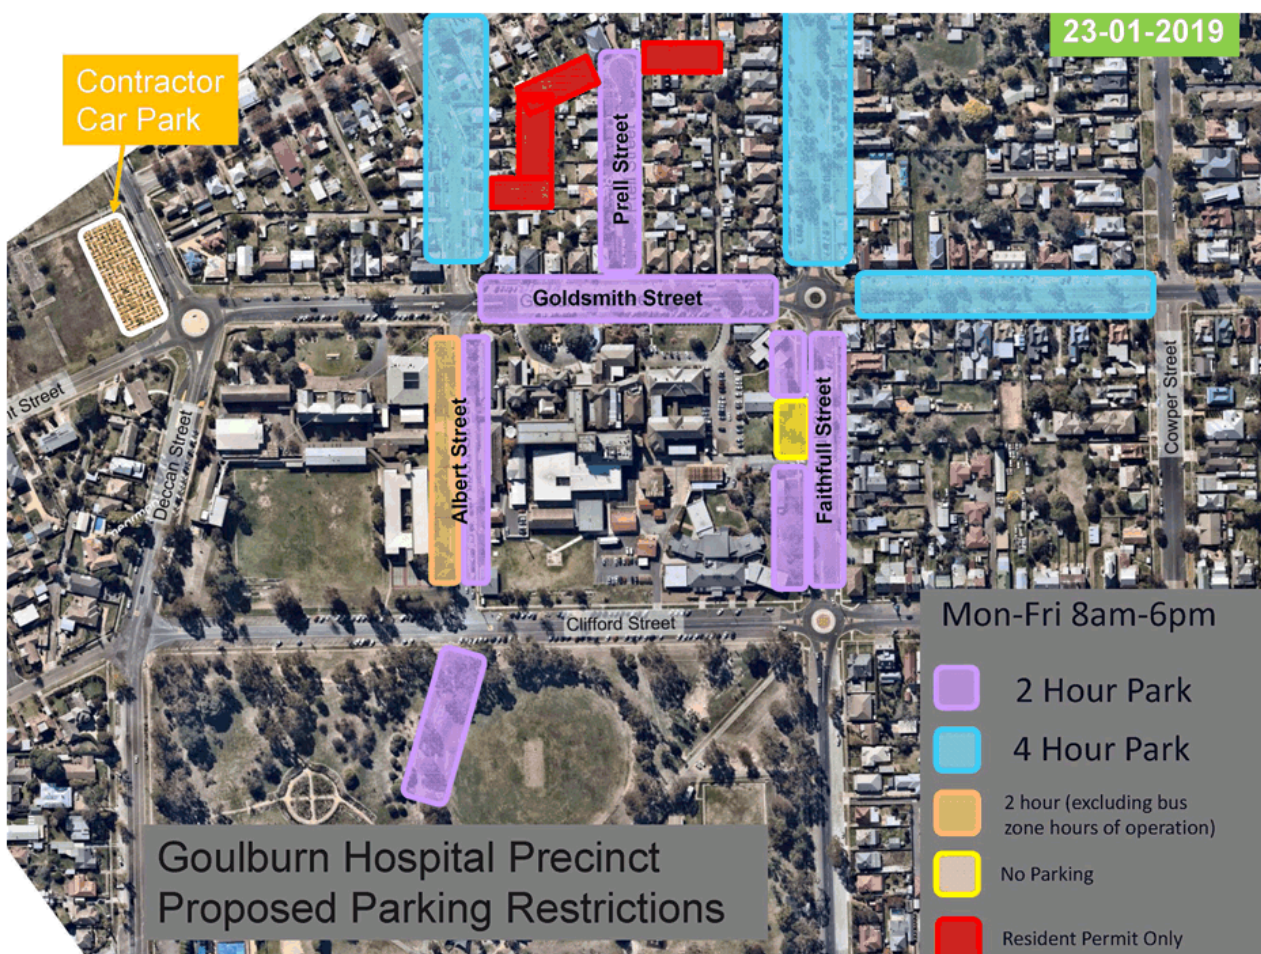 23-01-2019
Contractor
Car Park
Prell Street
Goldsmith Street
nt Street
Deccan Street
Albert Street
Faithfull Street
Cowper Street
Clifford Street
Mon-Fri 8am-6pm
2 Hour Park
4 Hour Park
2 hour (excluding bus
zone hours of operation)
No Parking
Resident Permit Only
Goulburn Hospital Precinct
Proposed Parking Restrictions